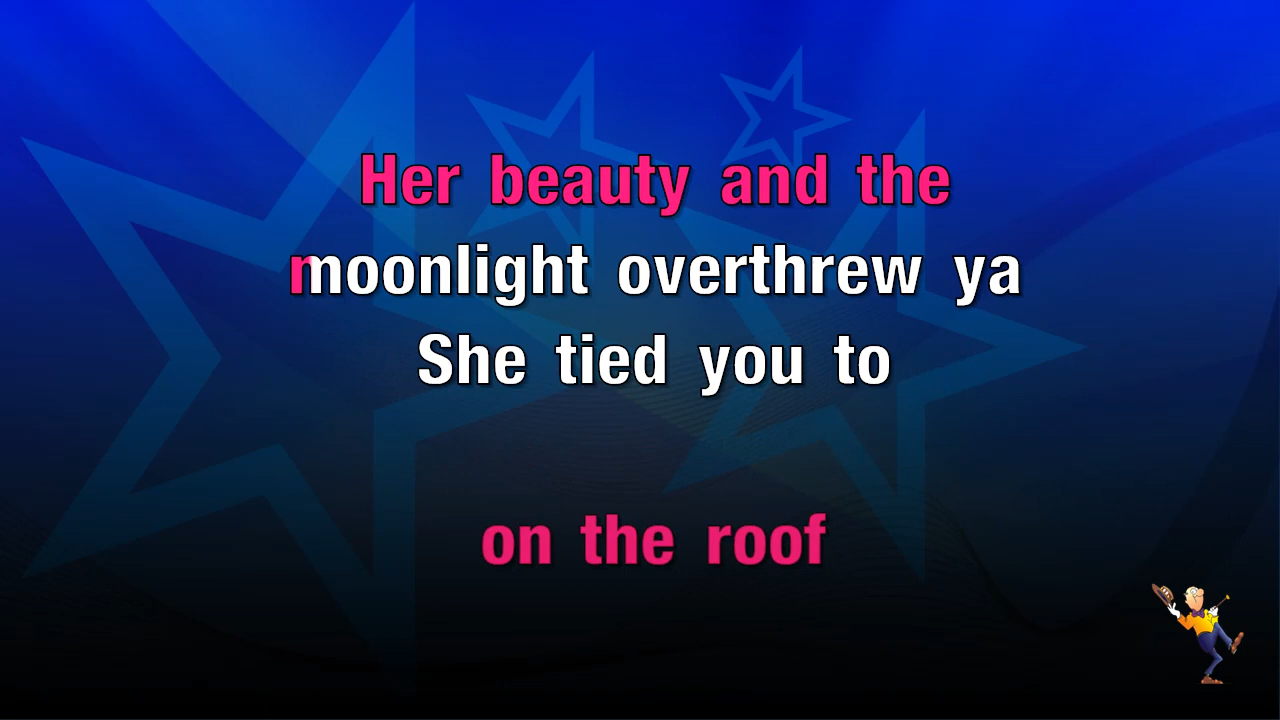 Her beauty and the
moonlight overthrew ya
She tied you to
on the roof